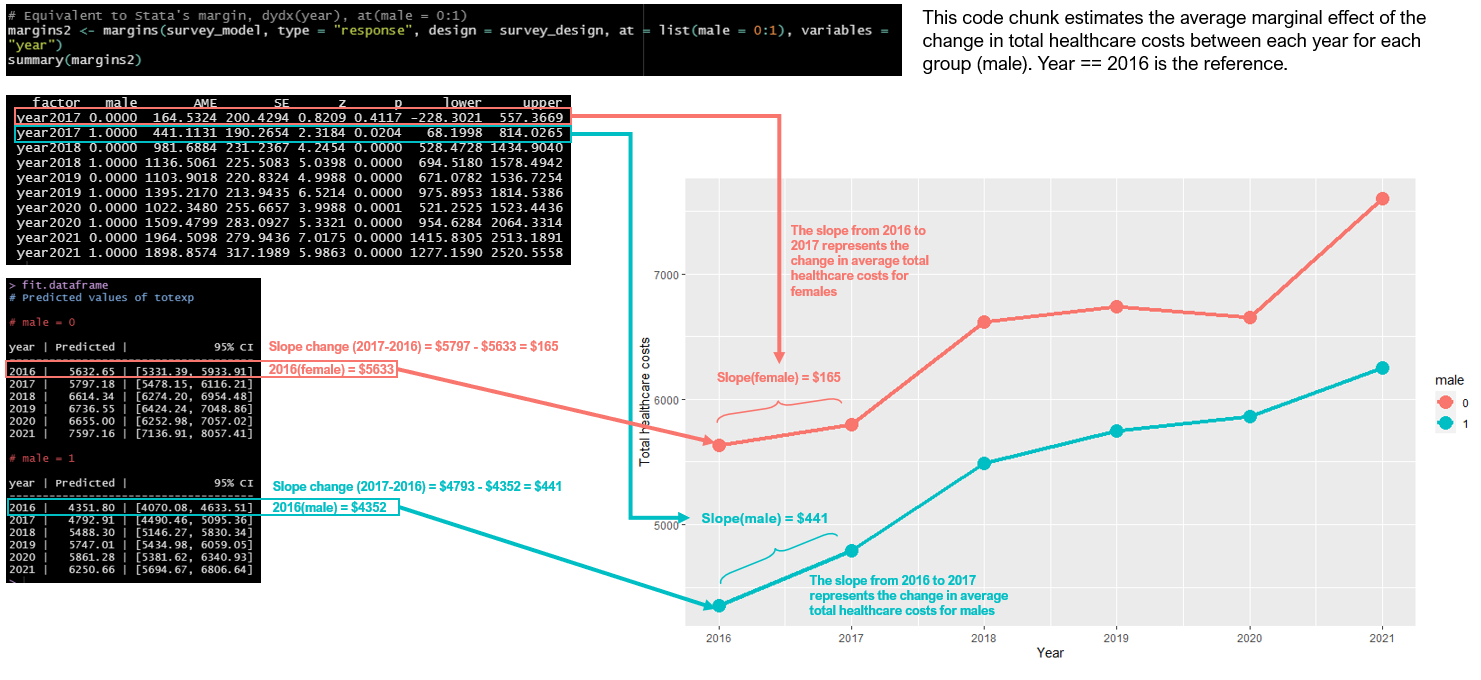 # Equivalent to Stata's margin, dydx(year), at(male = 0:1)
margins2 <- margins(survey_model, type = "response", design = survey_design, at = list(male = 0:1), variables =
"year")
summary(margins2)
This code chunk estimates the average marginal effect of the
change in total healthcare costs between each year for each
group (male). Year == 2016 is the reference.
factor male AME SE z p lower upper
year2017 0.0000 164.5324 200.4294 0.8209 0.4117 -228.3021 557.3669
year2017 1.0000 441.1131 190.2654 2.3184 0.0204 68.1998 814.0265
year2018 0.0000 981.6884 231.2367 4.2454 0.0000 528.4728 1434.9040
year2018 1.0000 1136.5061 225.5083 5.0398 0.0000 694.5180 1578.4942
year2019 0.0000 1103.9018 220.8324 4.9988 0.0000 671.0782 1536.7254
year2019 1.0000 1395.2170 213.9435 6.5214 0.0000 975.8953 1814.5386
year2020 0.0000 1022.3480 255.6657 3.9988 0.0001 521.2525 1523.4436
year2020 1.0000 1509.4799 283.0927 5.3321 0.0000 954.6284 2064.3314
year2021 0.0000 1964.5098 279.9436 7.0175 0.0000 1415.8305 2513.1891
year2021 1.0000 1898.8574 317.1989 5.9863 0.0000 1277.1590 2520.5558
> fit.dataframe
# Predicted values of totexp
# male = 0
year | Predicted | 95% CI
----------------------------------------
2016 | 5632.65 | [5331.39, 5933.91]
2017 | 5797.18 | [5478.15, 6116.21]
2018 | 6614.34 | [6274.20, 6954.48]
2019 | 6736.55 | [6424.24, 7048.86]
2020 | 6655.00 | [6252.98, 7057.02]
2021 | 7597.16 | [7136.91, 8057.41]
# male = 1
year | Predicted | 95% CI
----------------------------------------
2016 | 4351.80 | [4070.08, 4633.51]
2017 | 4792.91 | [4490.46, 5095.36]
2018 | 5488.30 | [5146.27, 5830.34]
2019 | 5747.01 | [5434.98, 6059.05]
2020 | 5861.28 | [5381.62, 6340.93]
2021 | 6250.66 | [5694.67, 6806.64]
>
Slope change (2017-2016) = $5797 - $5633 = $165
2016(female) = $5633
Slope change (2017-2016) = $4793 - $4352 = $441
2016(male) = $4352
The slope from 2016 to
2017 represents the
change in average total
healthcare costs for
females
Slope(female) = $165
Slope(male) = $441
The slope from 2016 to 2017
represents the change in average
total healthcare costs for males
Total healthcare costs
7000
6000
5000
2016 2017 2018 2019 2020 2021
Year
male
0
1